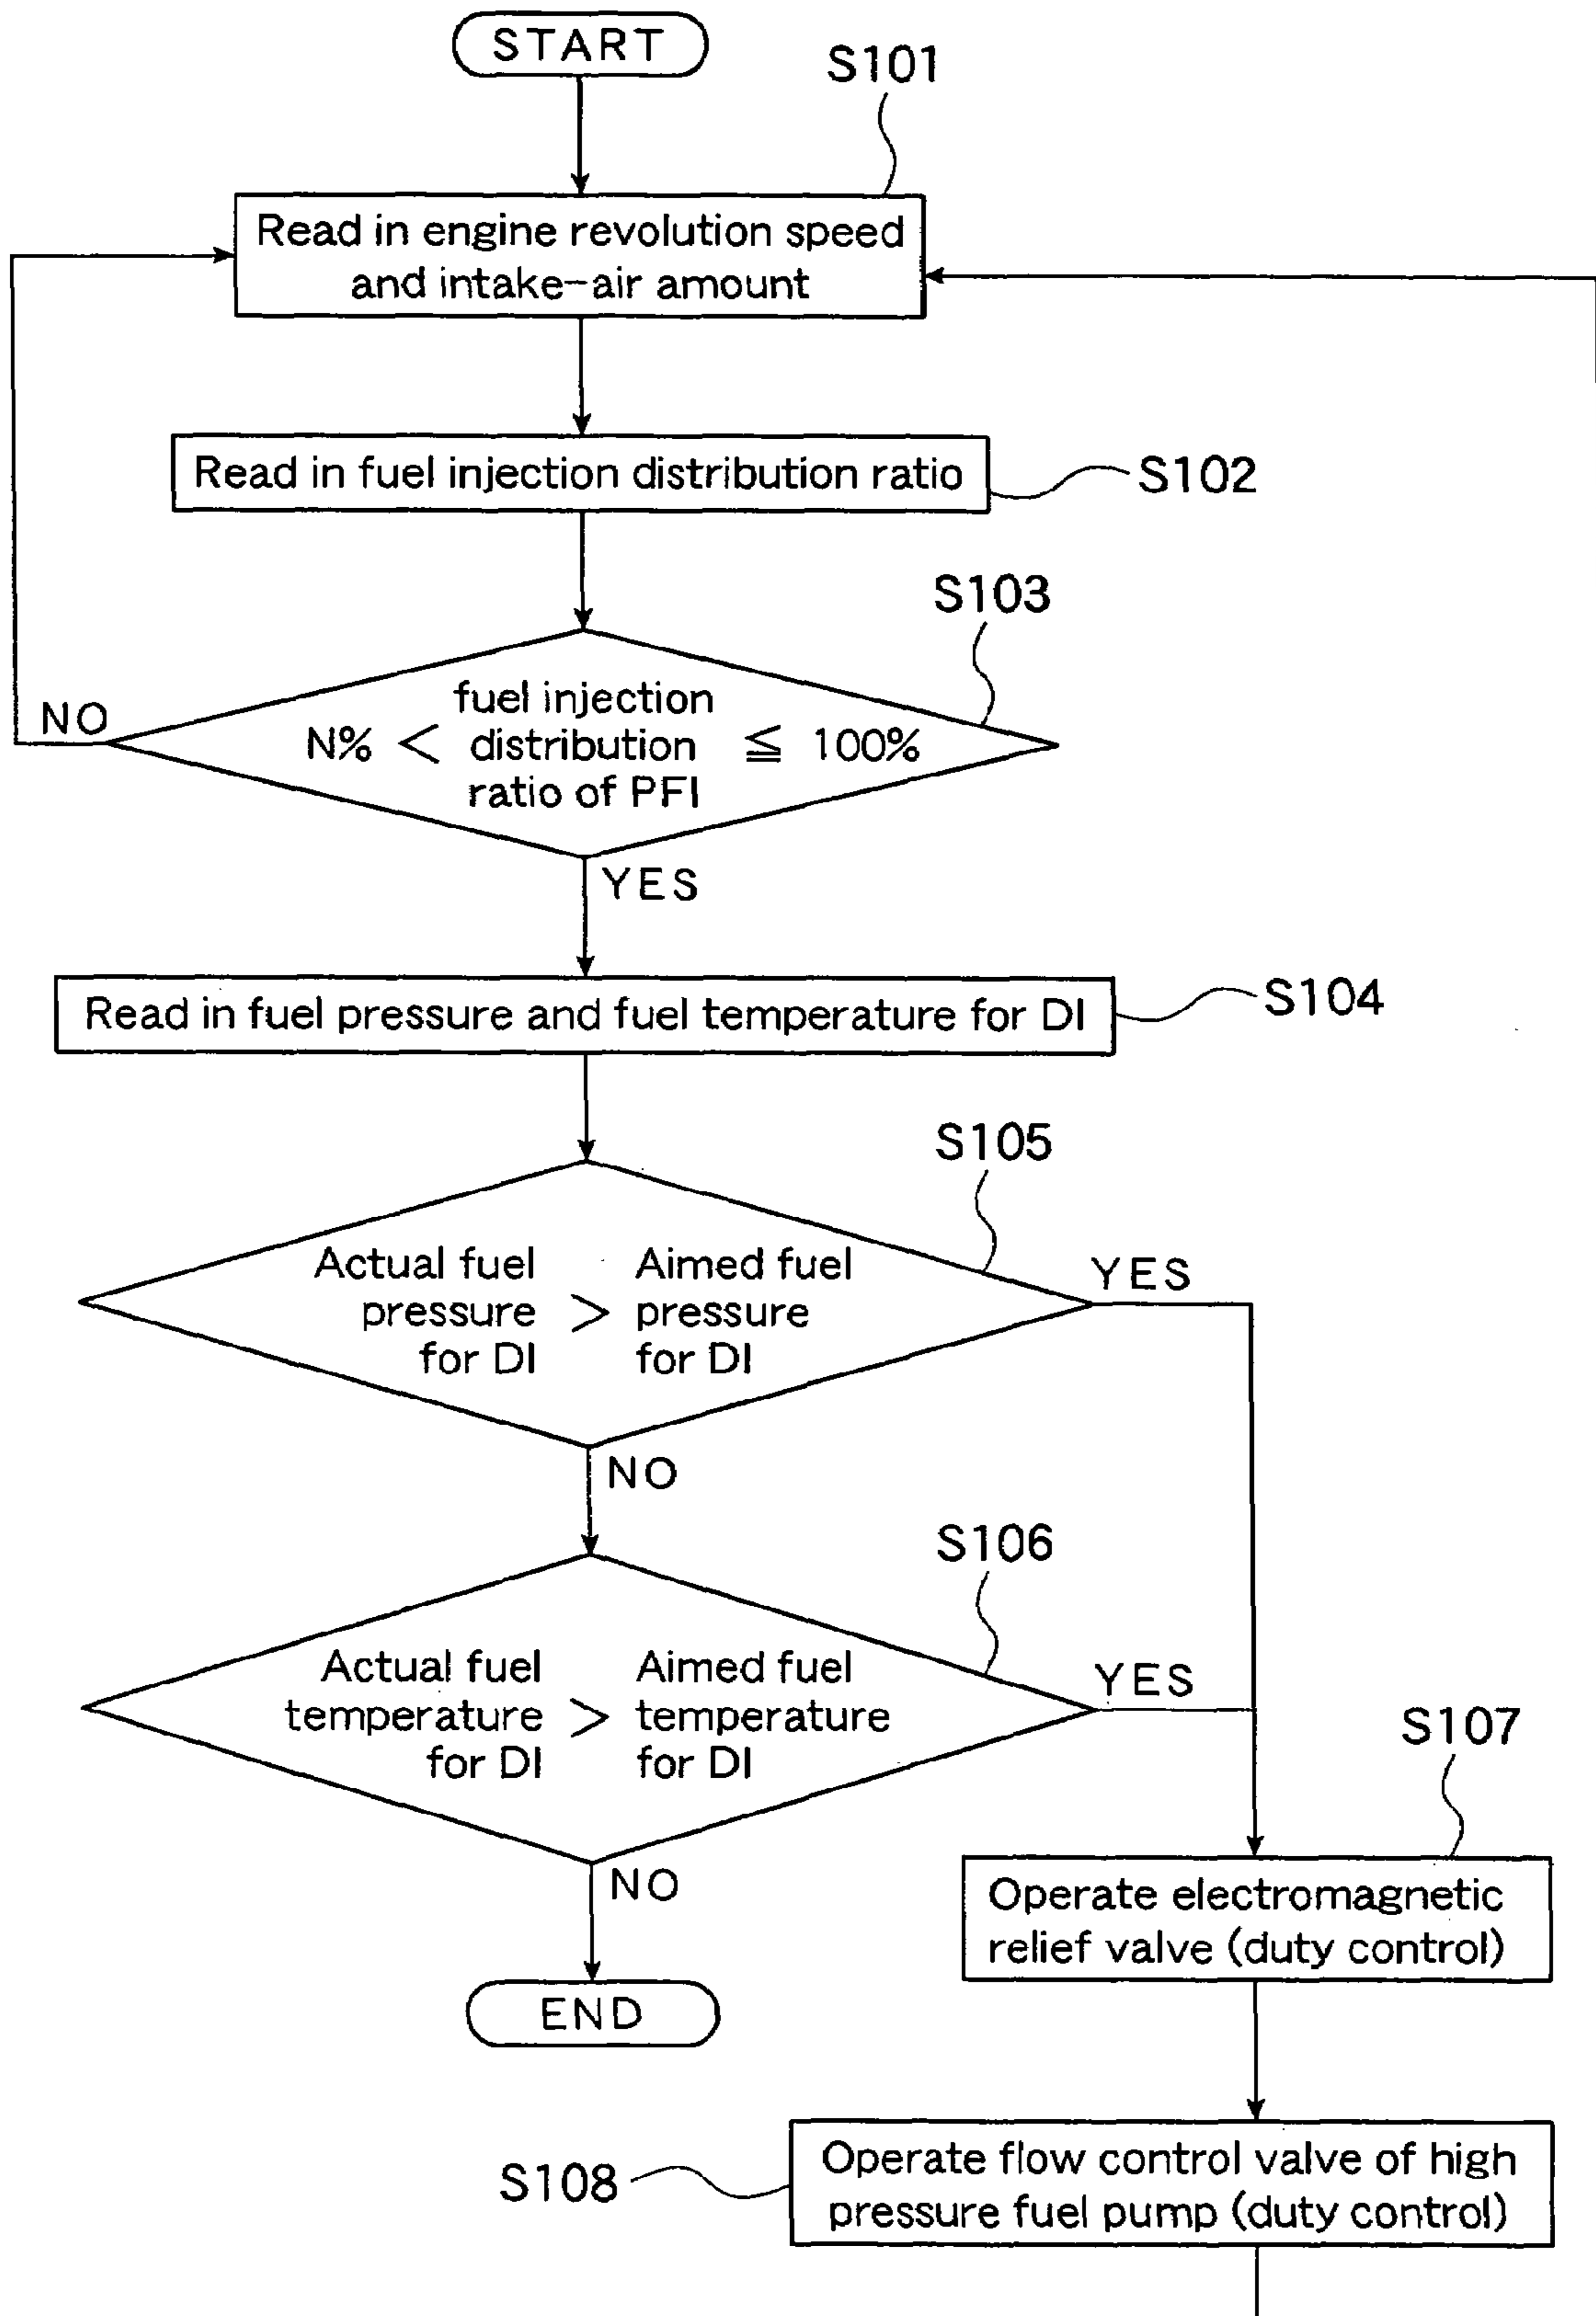 START
S101
Read in engine revolution speed
and intake-air amount
Read in fuel injection distribution ratio
S102
S103
fuel injection
N% < distribution ≦ 100%
ratio of PFI
NO
YES
Read in fuel pressure and fuel temperature for DI
S104
S105
Actual fuel Aimed fuel
pressure > pressure
for DI for DI
YES
NO
S106
Actual fuel Aimed fuel
temperature > temperature
for DI for DI
YES
NO
S107
Operate electromagnetic
relief valve (duty control)
END
S108
Operate flow control valve of high
pressure fuel pump (duty control)